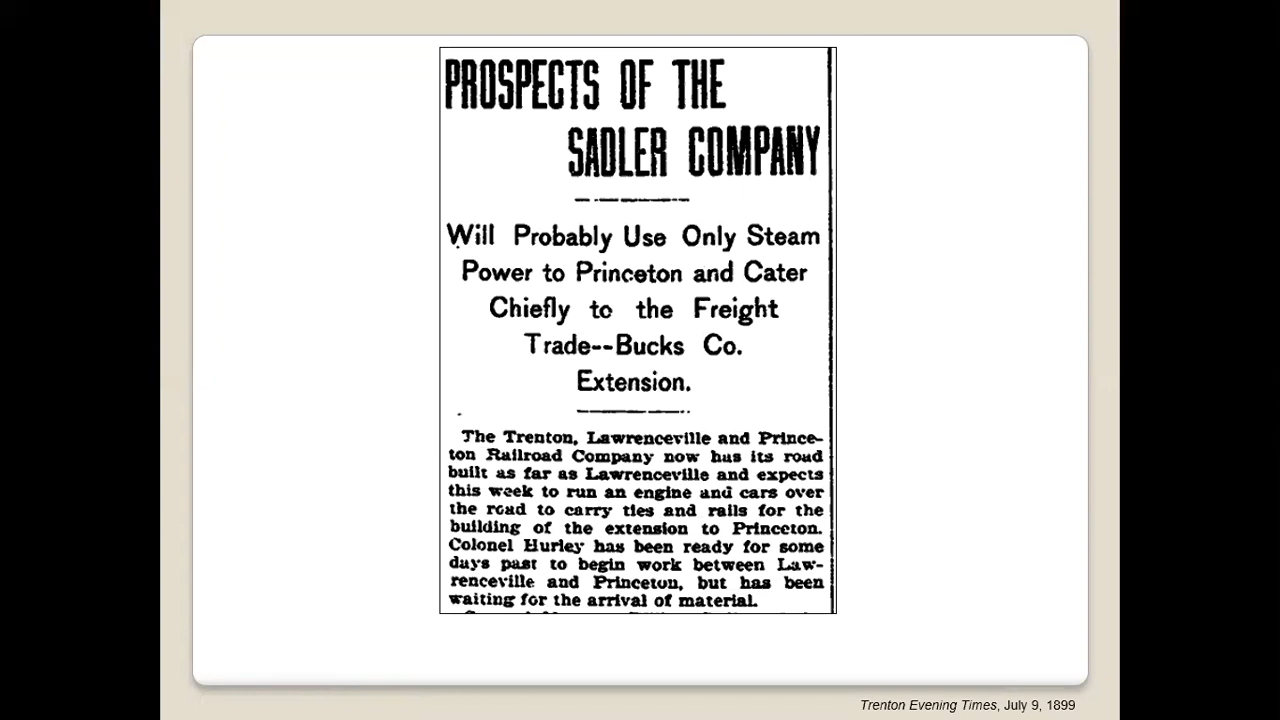 PROSPECTS OF THE
SADLER COMPANY
Will Probably Use Only Steam
Power to Princeton and Cater
Chiefly to the Freight
Trade--Bucks Co.
Extension.
The Trenton, Lawrenceville and Prince-
ton Railroad Company now has its road
built as far as Lawrenceville and expects
this week to run an engine and cars over
the road to carry ties and rails for the
building of the extension to Princeton.
Colonel Hurley has been ready for some
days past to begin work between Law-
renceville and Princeton, but has been
waiting for the arrival of material.
Trenton Evening Times, July 9, 1899